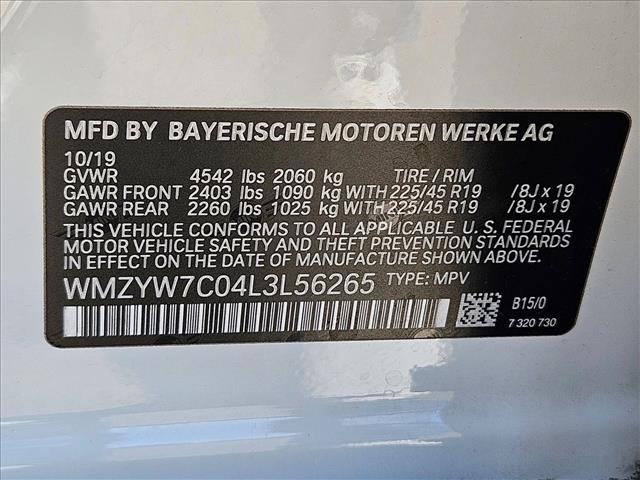 MFD BY BAYERISCHE MOTOREN WERKE AG
10/19
GVWR 4542 lbs 2060 kg TIRE / RIM
GAWR FRONT 2403 lbs 1090 kg WITH 225/45 R19 /8J x 19
GAWR REAR 2260 lbs 1025 kg WITH 225/45 R19 /8J x 19
THIS VEHICLE CONFORMS TO ALL APPLICABLE U. S. FEDERAL
MOTOR VEHICLE SAFETY AND THEFT PREVENTION STANDARDS
IN EFFECT ON THE DATE OF MANUFACTURE SHOWN ABOVE.
WMZYW7C04L3L56265 TYPE: MPV
B15/0
7 320 730